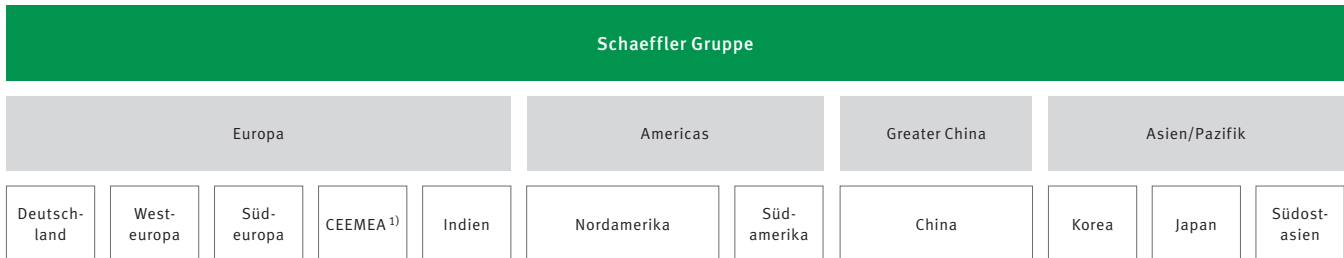 Schaeffler Gruppe
Europa
Americas
Greater China
Asien/Pazifik
Deutsch-
land
West-
europa
Süd-
europa
CEEMEA 1)
Indien
Nordamerika
Süd-
amerika
China
Korea
Japan
Südost-
asien